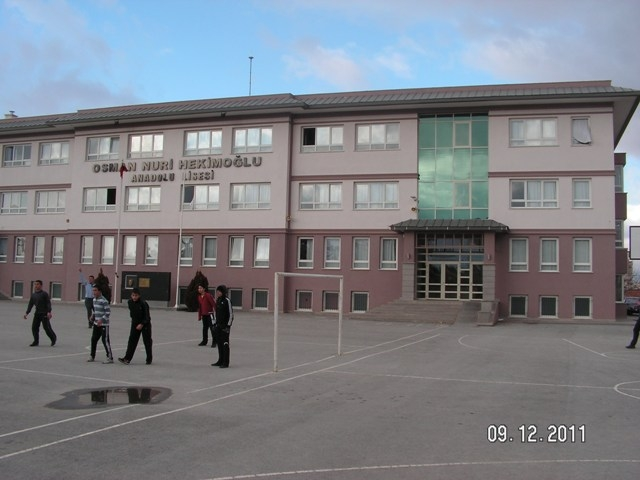 OSMAN NURİ HEKİMOĞLU
ANADOLU LİSESİ
09.12.2011